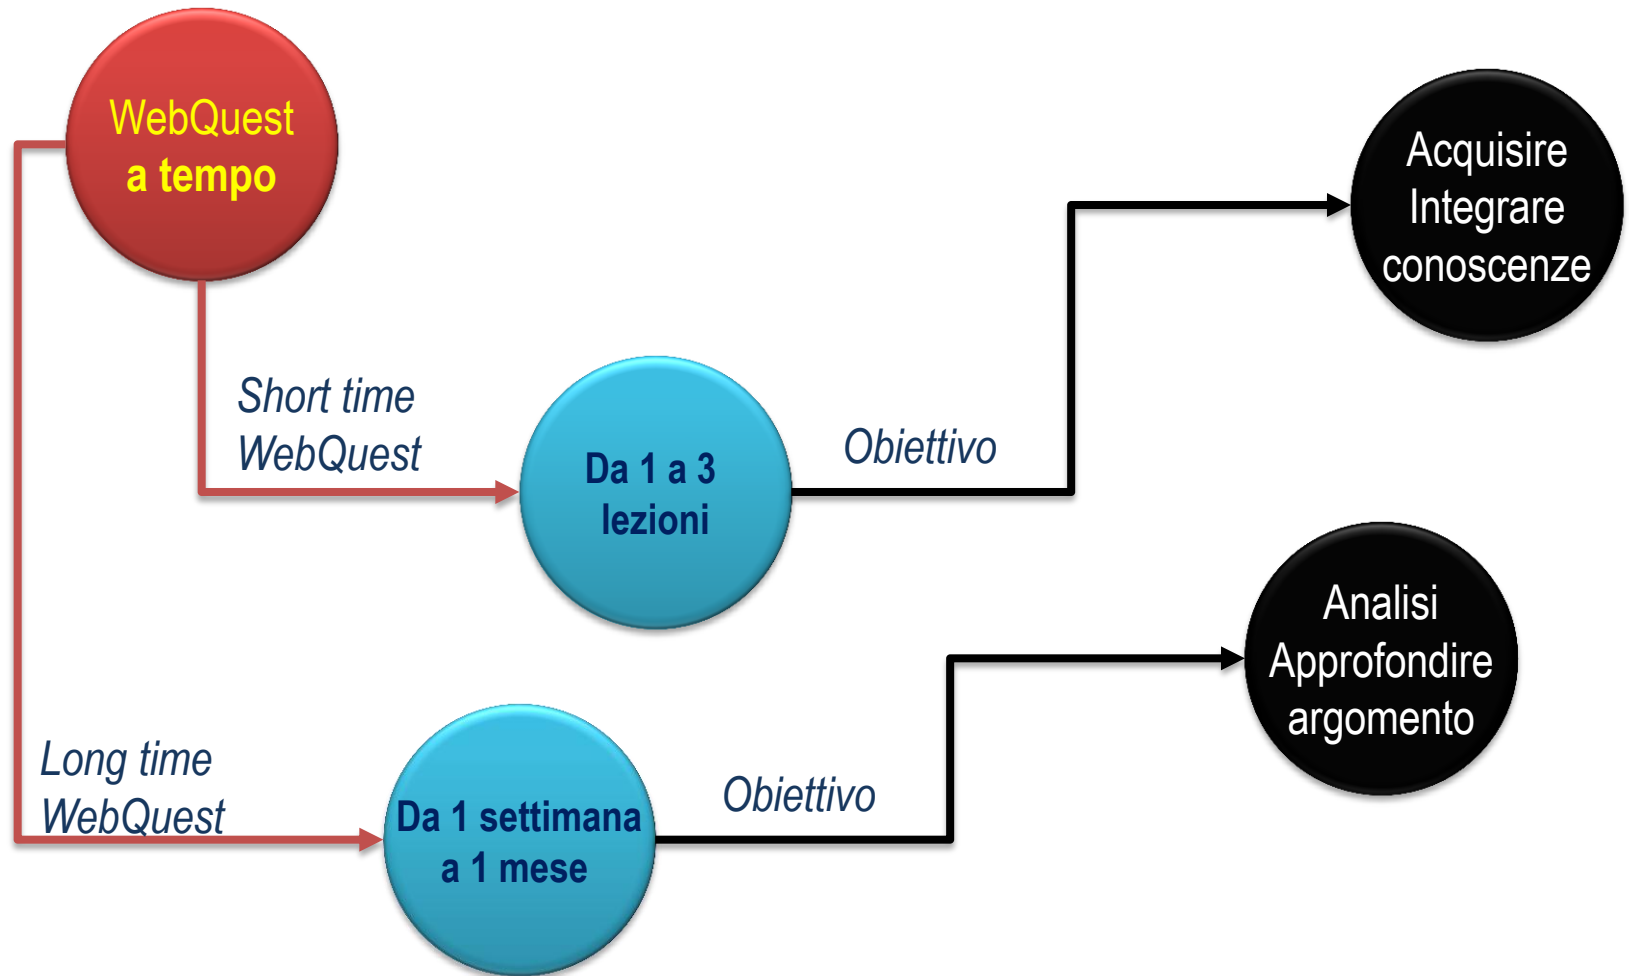 WebQuest
a tempo
Acquisire
Integrare
conoscenze
Short time
WebQuest
Da 1 a 3
lezioni
Obiettivo
Analisi
Approfondire
argomento
Long time
WebQuest
Da 1 settimana
a 1 mese
Obiettivo